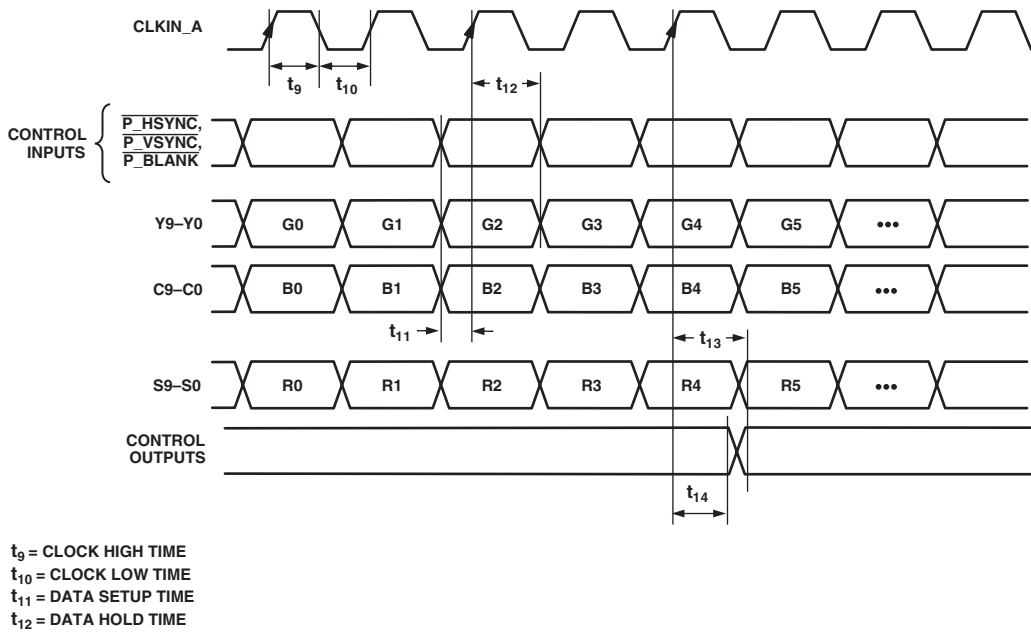 CLKIN_A
t9
t10
t12
CONTROL INPUTS
P_HSYNC,
P_VSYNC,
P_BLANK
Y9–Y0 G0 G1 G2 G3 G4 G5 •••
C9–C0 B0 B1 B2 B3 B4 B5 •••
t11
t13
S9–S0 R0 R1 R2 R3 R4 R5 •••
CONTROL
OUTPUTS
t14
t9 = CLOCK HIGH TIME
t10 = CLOCK LOW TIME
t11 = DATA SETUP TIME
t12 = DATA HOLD TIME